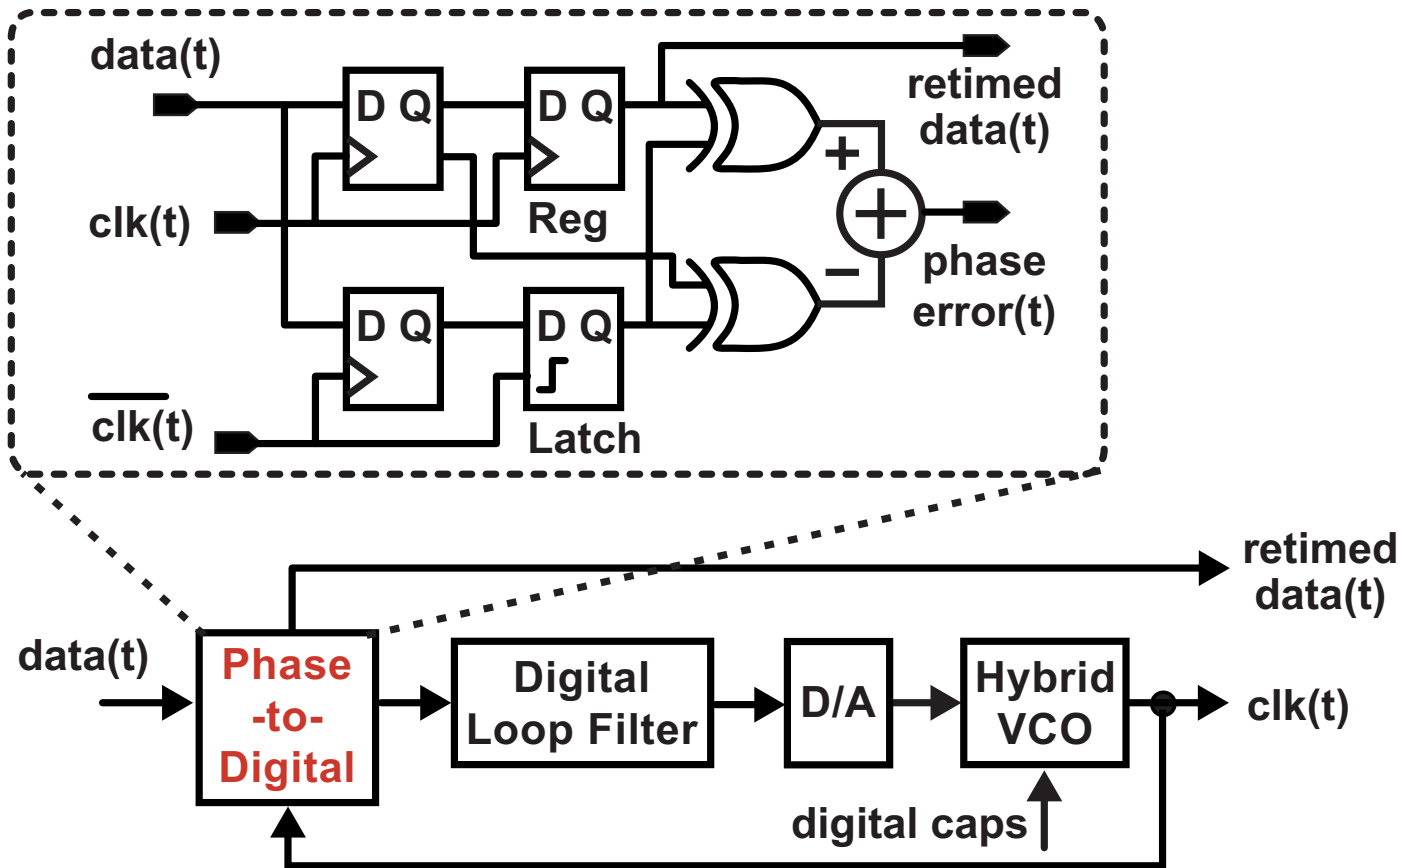 data(t)
D Q
D Q
retimed
data(t)
+
clk(t)
Reg
+
phase
error(t)
−
D Q
D Q
clk(t)
Latch
retimed
data(t)
data(t)
Phase
-to-
Digital
Digital
Loop Filter
D/A
Hybrid
VCO
clk(t)
digital caps